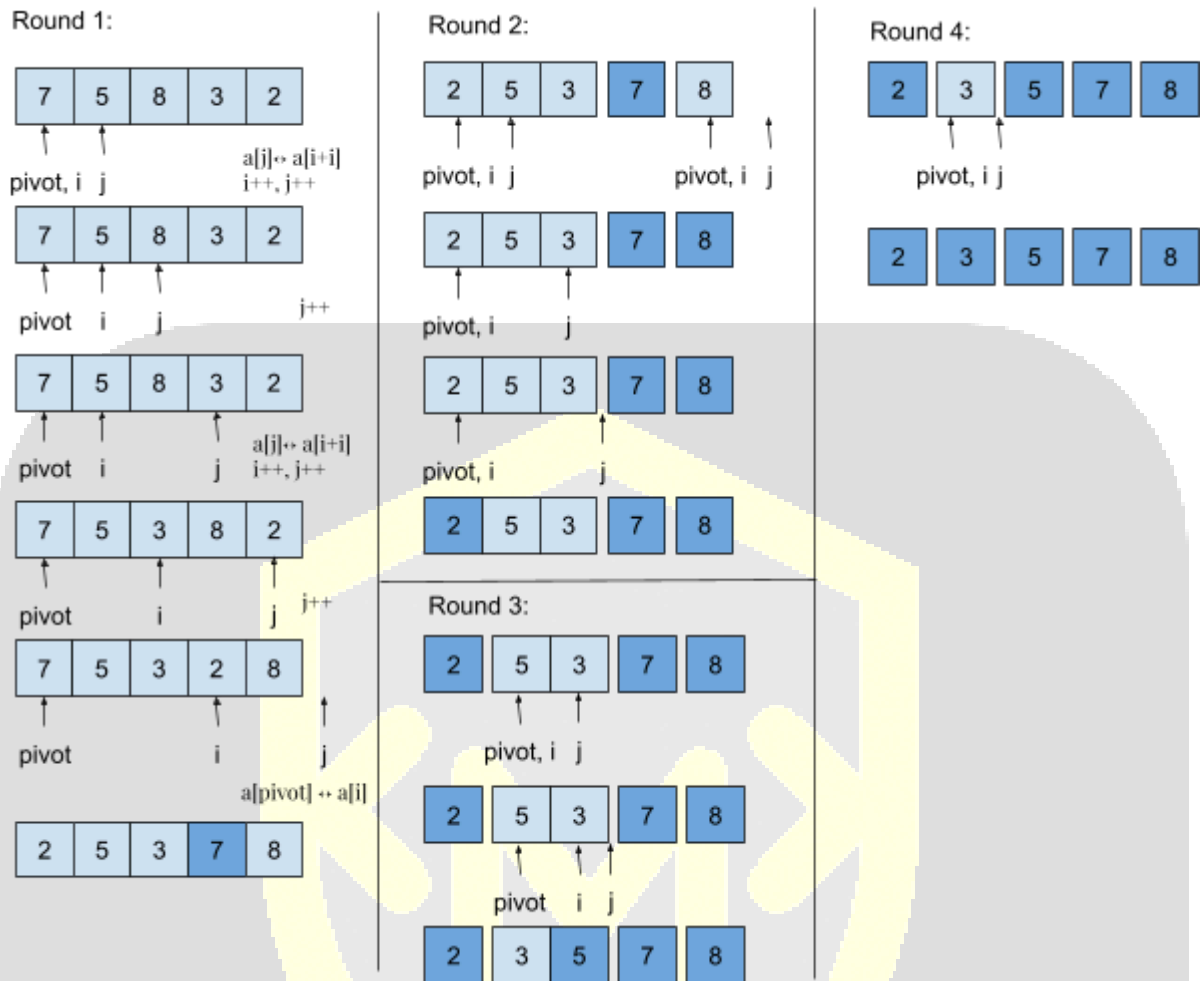 Round 1:
7 5 8 3 2
pivot, i j
a[j]↔ a[i+i]
i++, j++
7 5 8 3 2
pivot i j
j++
7 5 8 3 2
pivot i j
a[j]↔ a[i+i]
i++, j++
7 5 3 8 2
pivot i j
j++
7 5 3 2 8
pivot i j
a[pivot] ↔ a[i]
2 5 3 7 8
Round 2:
2 5 3 7 8
pivot, i j pivot, i j
2 5 3 7 8
pivot, i j
2 5 3 7 8
pivot, i j
2 5 3 7 8
Round 3:
2 5 3 7 8
pivot, i j
2 5 3 7 8
pivot i j
2 3 5 7 8
Round 4:
2 3 5 7 8
pivot, i j
2 3 5 7 8